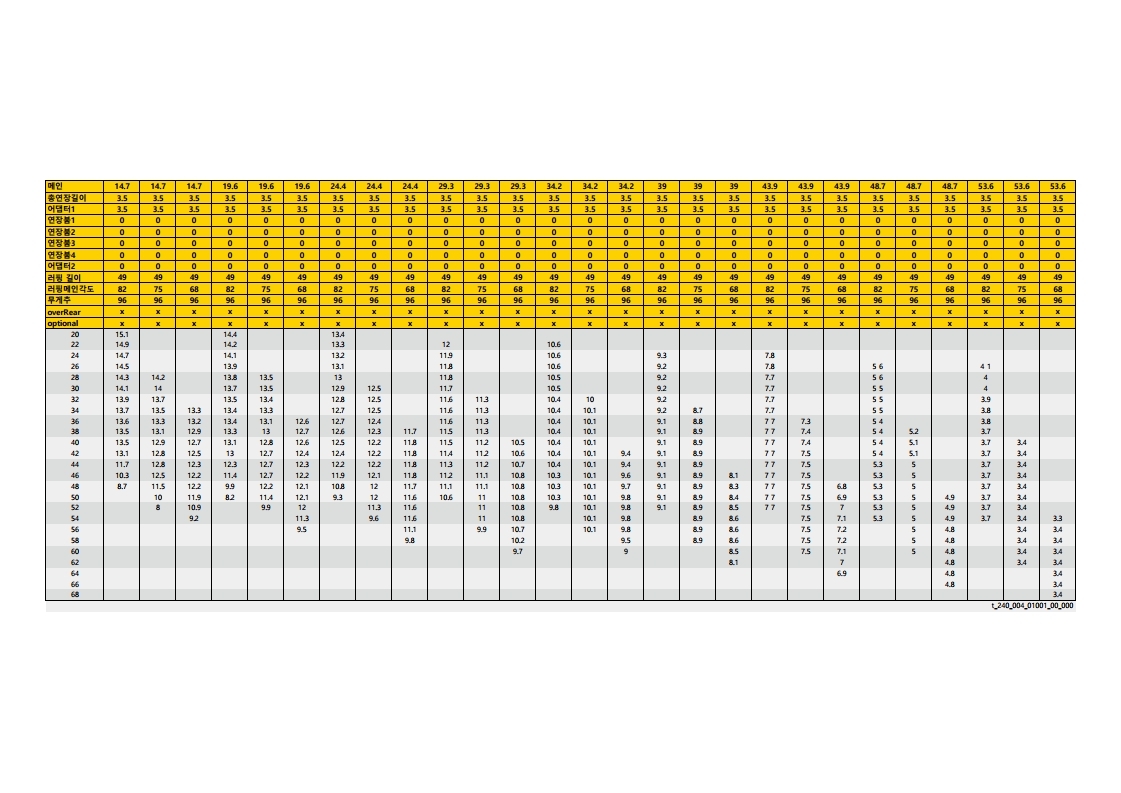 메인 14.7 14.7 14.7 19.6 19.6 19.6 24.4 24.4 24.4 29.3 29.3 29.3 34.2 34.2 34.2 39 39 39 43.9 43.9 43.9 48.7 48.7 48.7 53.6 53.6 53.6
총연장길이 3.5 3.5 3.5 3.5 3.5 3.5 3.5 3.5 3.5 3.5 3.5 3.5 3.5 3.5 3.5 3.5 3.5 3.5 3.5 3.5 3.5 3.5 3.5 3.5 3.5 3.5 3.5
어댑터1 3.5 3.5 3.5 3.5 3.5 3.5 3.5 3.5 3.5 3.5 3.5 3.5 3.5 3.5 3.5 3.5 3.5 3.5 3.5 3.5 3.5 3.5 3.5 3.5 3.5 3.5 3.5
연장붐1 0 0 0 0 0 0 0 0 0 0 0 0 0 0 0 0 0 0 0 0 0 0 0 0 0 0 0
연장붐2 0 0 0 0 0 0 0 0 0 0 0 0 0 0 0 0 0 0 0 0 0 0 0 0 0 0 0
연장붐3 0 0 0 0 0 0 0 0 0 0 0 0 0 0 0 0 0 0 0 0 0 0 0 0 0 0 0
연장붐4 0 0 0 0 0 0 0 0 0 0 0 0 0 0 0 0 0 0 0 0 0 0 0 0 0 0 0
어댑터2 0 0 0 0 0 0 0 0 0 0 0 0 0 0 0 0 0 0 0 0 0 0 0 0 0 0 0
러핑 길이 49 49 49 49 49 49 49 49 49 49 49 49 49 49 49 49 49 49 49 49 49 49 49 49 49 49 49
러핑메인각도 82 75 68 82 75 68 82 75 68 82 75 68 82 75 68 82 75 68 82 75 68 82 75 68 82 75 68
무게추 96 96 96 96 96 96 96 96 96 96 96 96 96 96 96 96 96 96 96 96 96 96 96 96 96 96 96
overRear x x x x x x x x x x x x x x x x x x x x x x x x x x x
optional x x x x x x x x x x x x x x x x x x x x x x x x x x x
20 15.1 14.4 13.4
22 14.9 14.2 13.3 12 10.6
24 14.7 14.1 13.2 11.9 10.6 9.3 7.8
26 14.5 13.9 13.1 11.8 10.6 9.2 7.8 5 6 4 1
28 14.3 14.2 13.8 13.5 13 11.8 10.5 9.2 7.7 5 6 4
30 14.1 14 13.7 13.5 12.9 12.5 11.7 10.5 9.2 7.7 5 6 4
32 13.9 13.7 13.5 13.4 12.8 12.5 11.6 11.3 10.4 10 9.2 7.7 5 5 3.9
34 13.7 13.5 13.3 13.4 13.3 12.7 12.5 11.6 11.3 10.4 10.1 9.2 8.7 7.7 5 5 3.8
36 13.6 13.3 13.2 13.4 13.1 12.6 12.7 12.4 11.6 11.3 10.4 10.1 9.1 8.8 7 7 7.3 5 4 3.8
38 13.5 13.1 12.9 13.3 13 12.7 12.6 12.3 11.7 11.5 11.3 10.4 10.1 9.1 8.9 7 7 7.4 5 4 5.2 3.7
40 13.5 12.9 12.7 13.1 12.8 12.6 12.5 12.2 11.8 11.5 11.2 10.5 10.4 10.1 9.1 8.9 7 7 7.4 5 4 5.1 3.7 3.4
42 13.1 12.8 12.5 13 12.7 12.4 12.2 12.2 11.8 11.4 11.2 10.6 10.4 10.1 9.4 9.1 8.9 7 7 7.5 5 4 5.1 3.7 3.4
44 11.7 12.8 12.3 12.3 12.7 12.3 12.2 12.2 11.8 11.3 11.2 10.7 10.4 10.1 9.4 9.1 8.9 7 7 7.5 5.3 5 3.7 3.4
46 10.3 12.5 12.2 11.4 12.7 12.2 11.9 12.1 11.8 11.2 11.1 10.8 10.3 10.1 9.6 9.1 8.9 8.1 7 7 7.5 5.3 5 3.7 3.4
48 8.7 11.5 12.2 9.9 12.2 12.1 10.8 12 11.7 11.1 11.1 10.8 10.3 10.1 9.7 9.1 8.9 8.3 7 7 7.5 6.8 5.3 5 3.7 3.4
50 10 11.9 8.2 11.4 12.1 9.3 12 11.6 10.6 11 10.8 10.3 10.1 9.8 9.1 8.9 8.4 7 7 7.5 6.9 5.3 5 4.9 3.7 3.4
52 8 10.9 9.9 12 11.3 11.6 11 10.8 9.8 10.1 9.8 9.1 8.9 8.5 7 7 7.5 7 5.3 5 4.9 3.7 3.4
54 9.2 11.3 9.6 11.6 11 10.8 10.1 9.8 8.9 8.6 7.5 7.1 5.3 5 4.9 3.7 3.4 3.3
56 9.5 11.1 9.9 10.7 10.1 9.8 8.9 8.6 7.5 7.2 5 4.8 3.4 3.4
58 9.8 10.2 9.5 8.9 8.6 7.5 7.2 5 4.8 3.4 3.4
60 9.7 9 8.5 7.5 7.1 5 4.8 3.4 3.4
62 8.1 7 4.8 3.4 3.4
64 6.9 4.8 3.4
66 4.8 3.4
68 3.4
t_240_004_01001_00_000